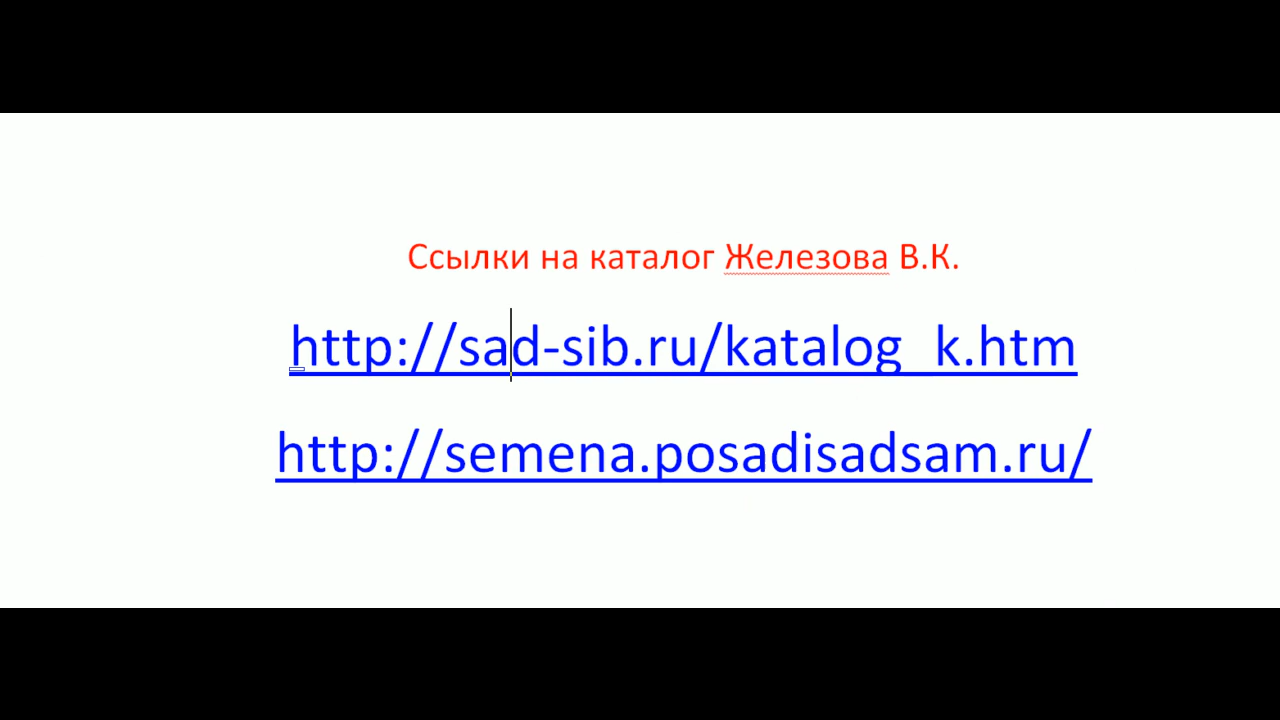 Ссылки на каталог Железова В.К.
http://sad-sib.ru/katalog_k.htm
http://semena.posadisadsam.ru/